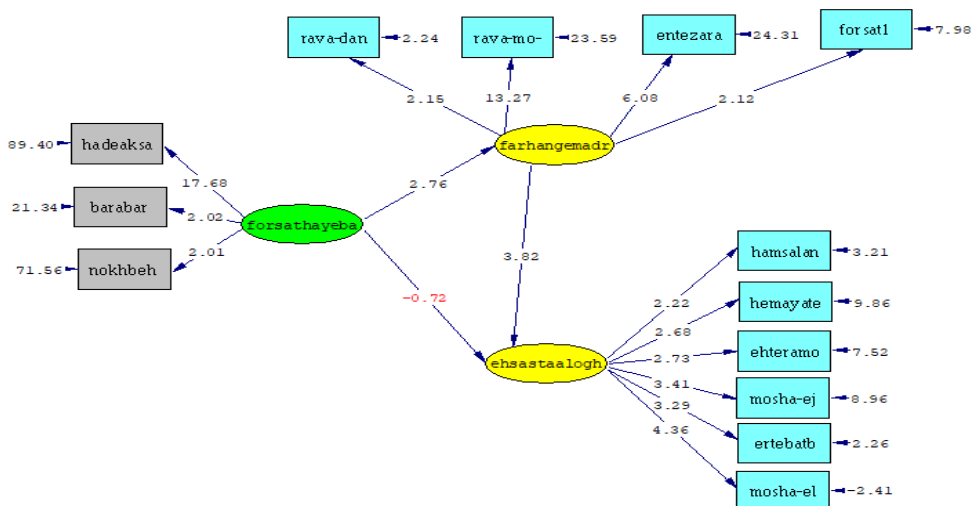 rava-dan
2.24
rava-mo-
23.59
entezara
24.31
forsat1
7.98
2.15
13.27
6.08
2.12
89.40
hadeaksa
17.68
farhangemadr
21.34
barabar
2.02
2.76
forsathayeba
71.56
nokhbeh
2.01
3.82
-0.72
ehsastaalogh
2.22
hamsalan
3.21
2.68
hemayate
9.86
2.73
ehteramo
7.52
3.41
mosha-ej
8.96
3.29
ertebatb
2.26
4.36
mosha-el
-2.41